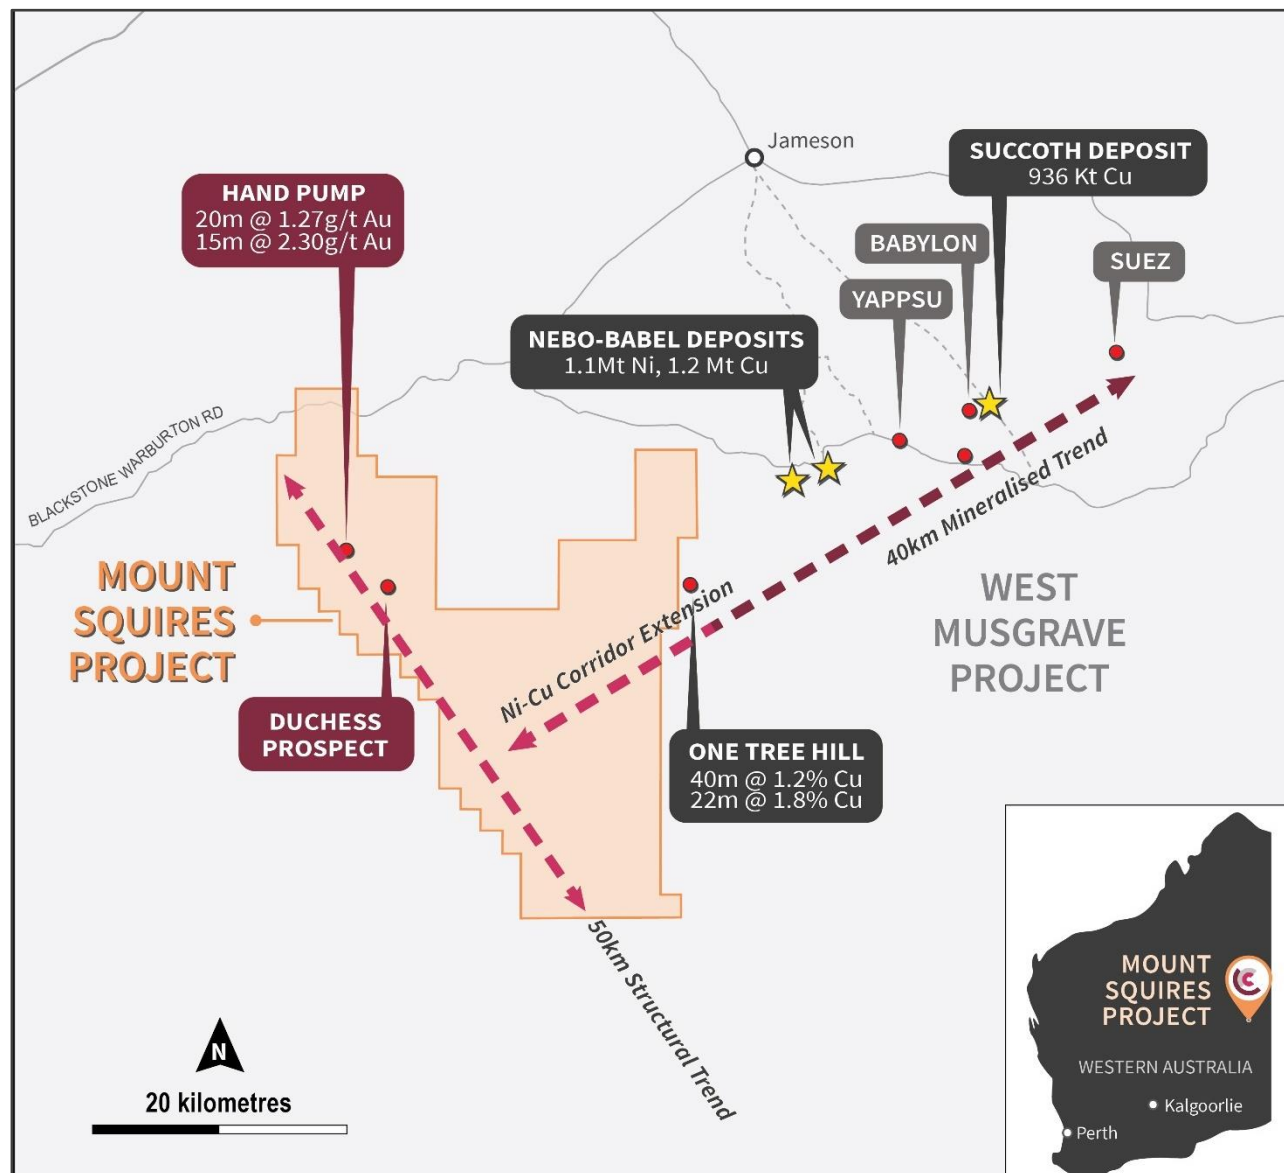 Jameson
SUCCOTH DEPOSIT
936 Kt Cu
HAND PUMP
20m @ 1.27g/t Au
15m @ 2.30g/t Au
BABYLON
SUEZ
YAPPSU
NEBO-BABEL DEPOSITS
1.1Mt Ni, 1.2 Mt Cu
BLACKSTONE WARBURTON RD
40km Mineralised Trend
MOUNT
SQUIRES
PROJECT
WEST
MUSGRAVE
PROJECT
Ni-Cu Corridor Extension
DUCHESS
PROSPECT
ONE TREE HILL
40m @ 1.2% Cu
22m @ 1.8% Cu
50km Structural Trend
N
20 kilometres
MOUNT
SQUIRES
PROJECT
WESTERN AUSTRALIA
Kalgoorlie
Perth